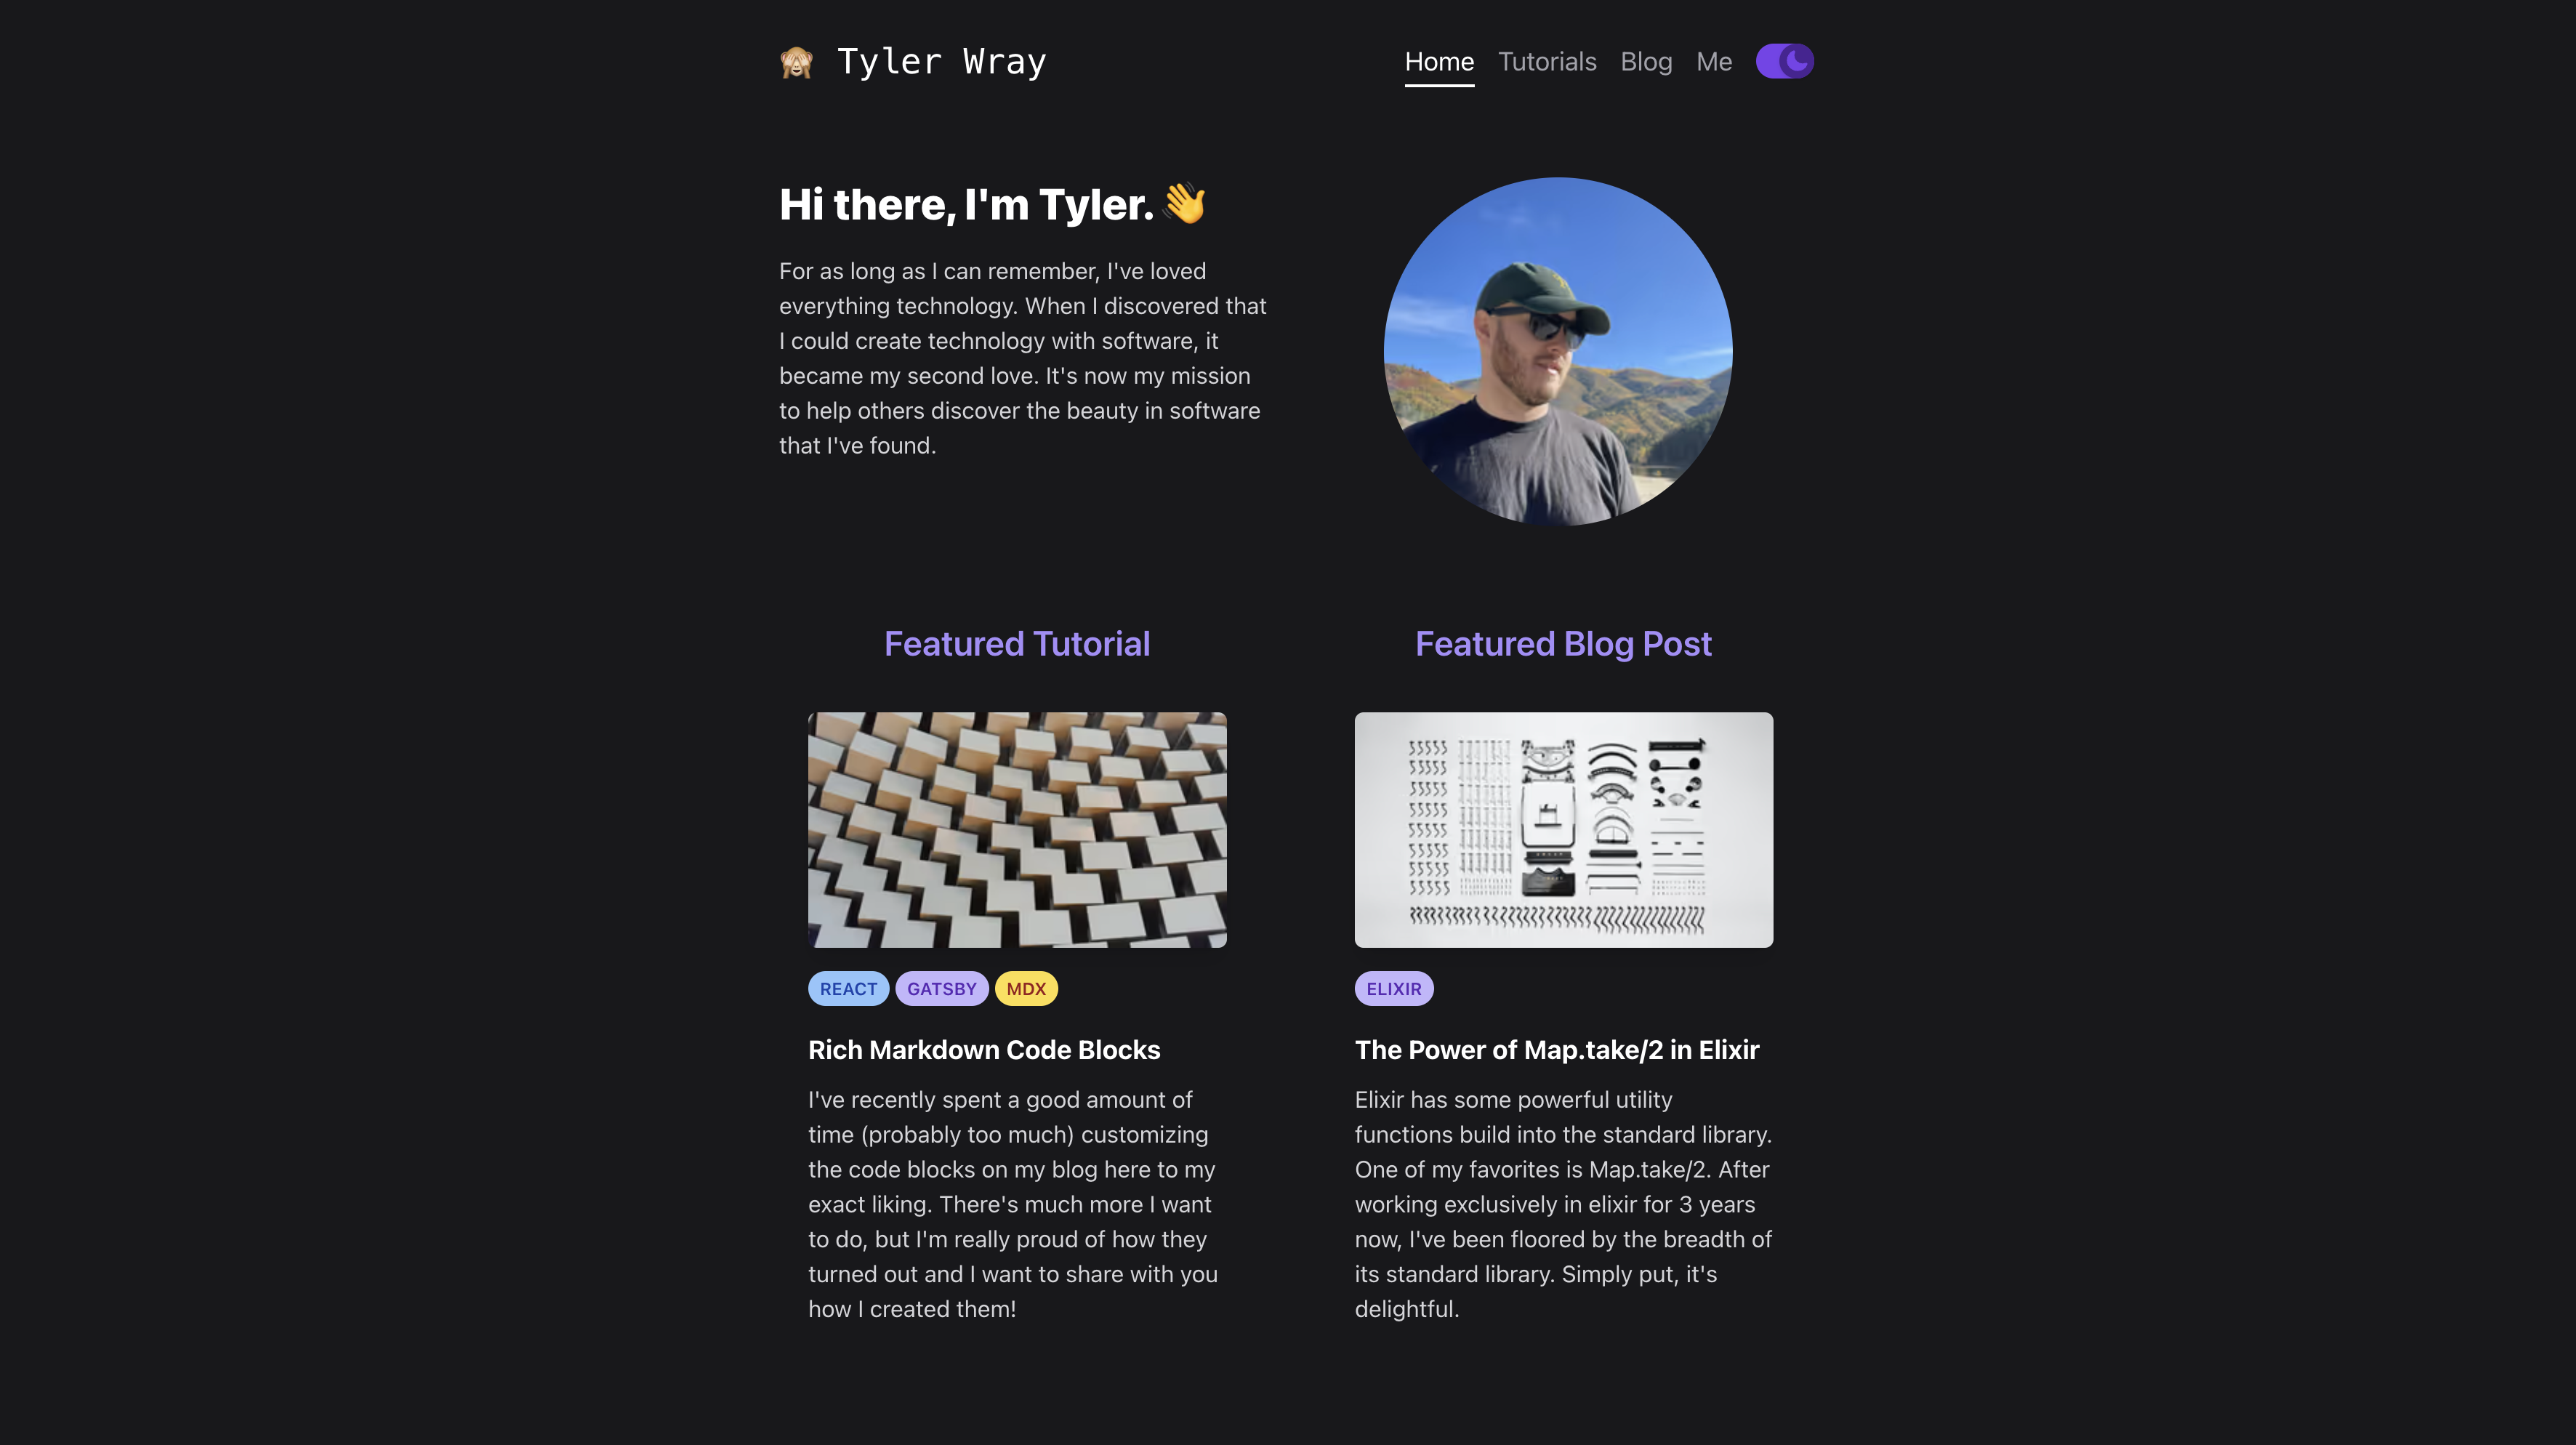 🙈 Tyler Wray
Home Tutorials Blog Me
Hi there, I'm Tyler. 👋
For as long as I can remember, I've loved
everything technology. When I discovered that
I could create technology with software, it
became my second love. It's now my mission
to help others discover the beauty in software
that I've found.
Featured Tutorial
REACT GATSBY MDX
Rich Markdown Code Blocks
I've recently spent a good amount of
time (probably too much) customizing
the code blocks on my blog here to my
exact liking. There's much more I want
to do, but I'm really proud of how they
turned out and I want to share with you
how I created them!
Featured Blog Post
ELIXIR
The Power of Map.take/2 in Elixir
Elixir has some powerful utility
functions build into the standard library.
One of my favorites is Map.take/2. After
working exclusively in elixir for 3 years
now, I've been floored by the breadth of
its standard library. Simply put, it's
delightful.